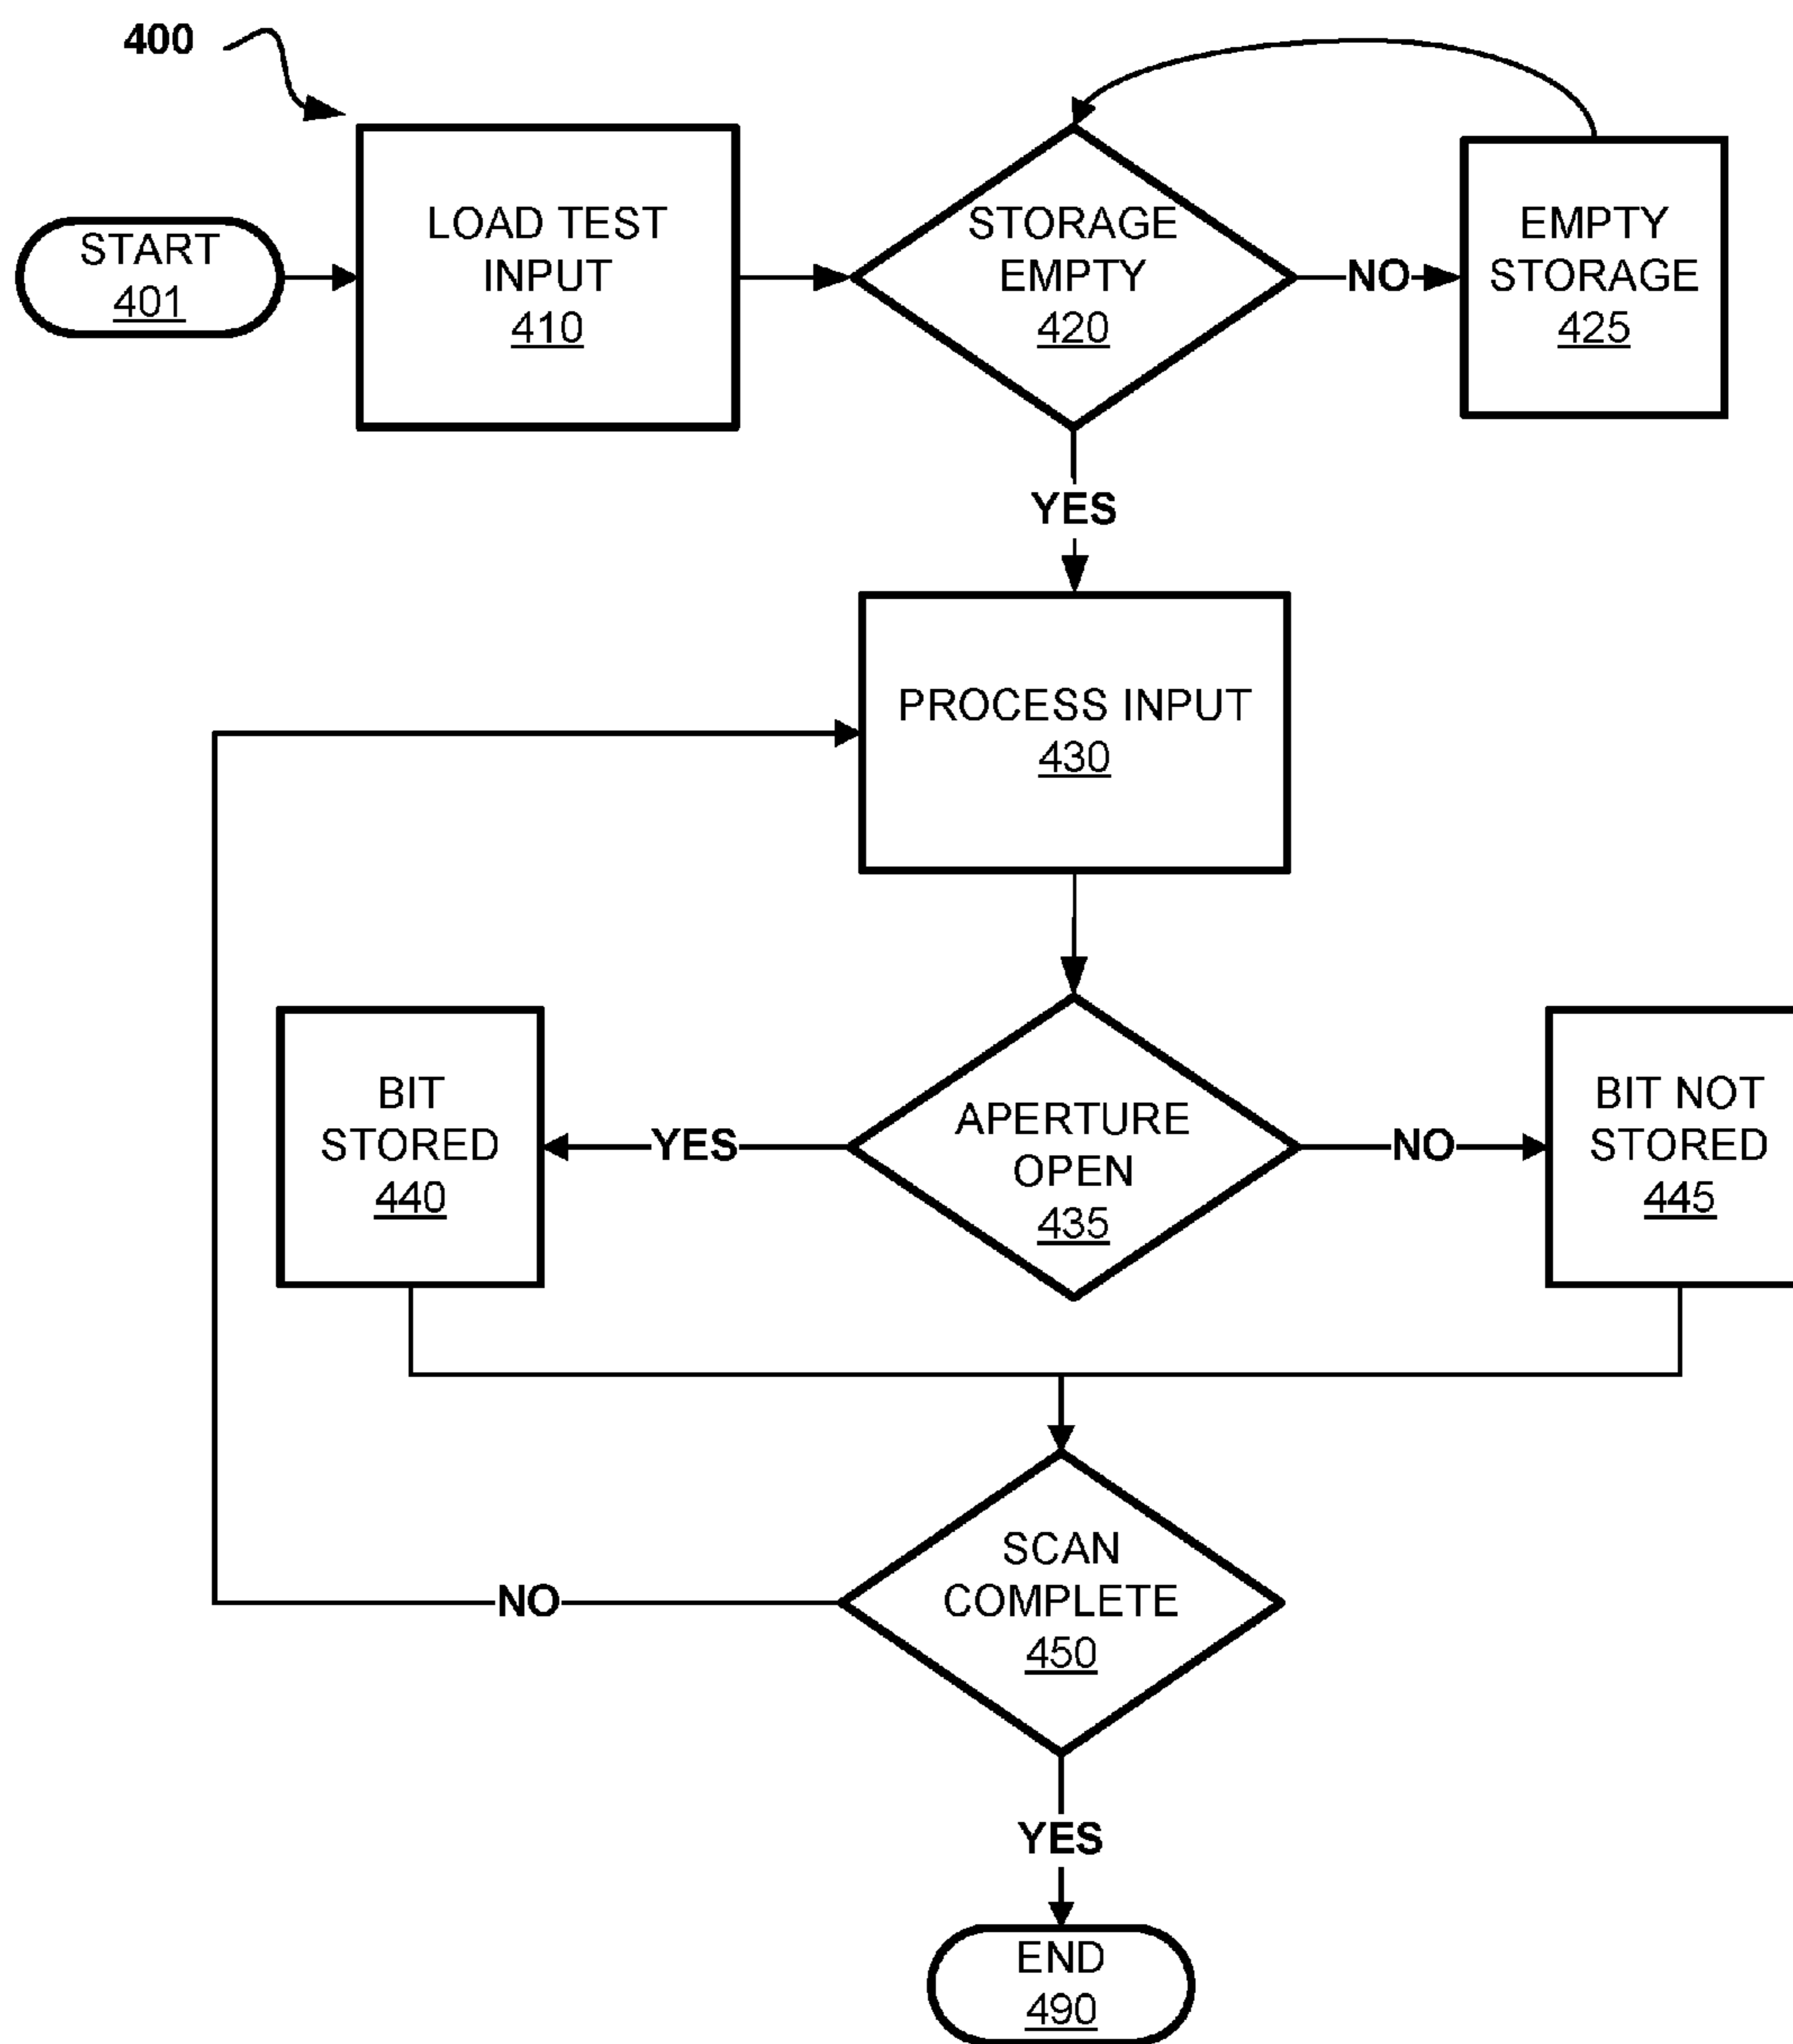 400
START
401
LOAD TEST
INPUT
410
STORAGE
EMPTY
420
NO
EMPTY
STORAGE
425
YES
PROCESS INPUT
430
BIT
STORED
440
YES
APERTURE
OPEN
435
NO
BIT NOT
STORED
445
SCAN
COMPLETE
450
NO
YES
END
490